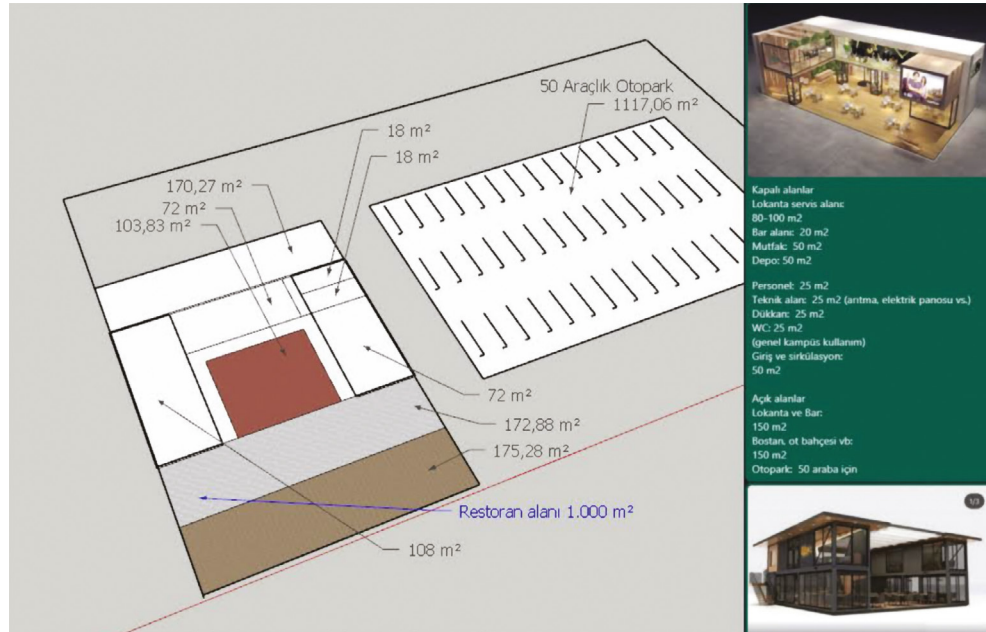 50 Araçlık Otopark
1117,06 m²
18 m²
18 m²
170,27 m²
72 m²
103,83 m²
72 m²
172,88 m²
175,28 m²
Restoran alanı 1.000 m²
108 m²
Kapalı alanlar
Lokanta servis alanı:
80-100 m2
Bar alanı: 20 m2
Mutfak: 50 m2
Depo: 50 m2
Personel: 25 m2
Teknik alan: 25 m2 (arıtma, elektrik panosu vs.)
Dükkan: 25 m2
WC: 25 m2
(genel kampüs kullanım)
Giriş ve sirkülasyon:
50 m2
Açık alanlar
Lokanta ve Bar:
150 m2
Bostan, ot bahçesi vb:
150 m2
Otopark: 50 araba için
1/3